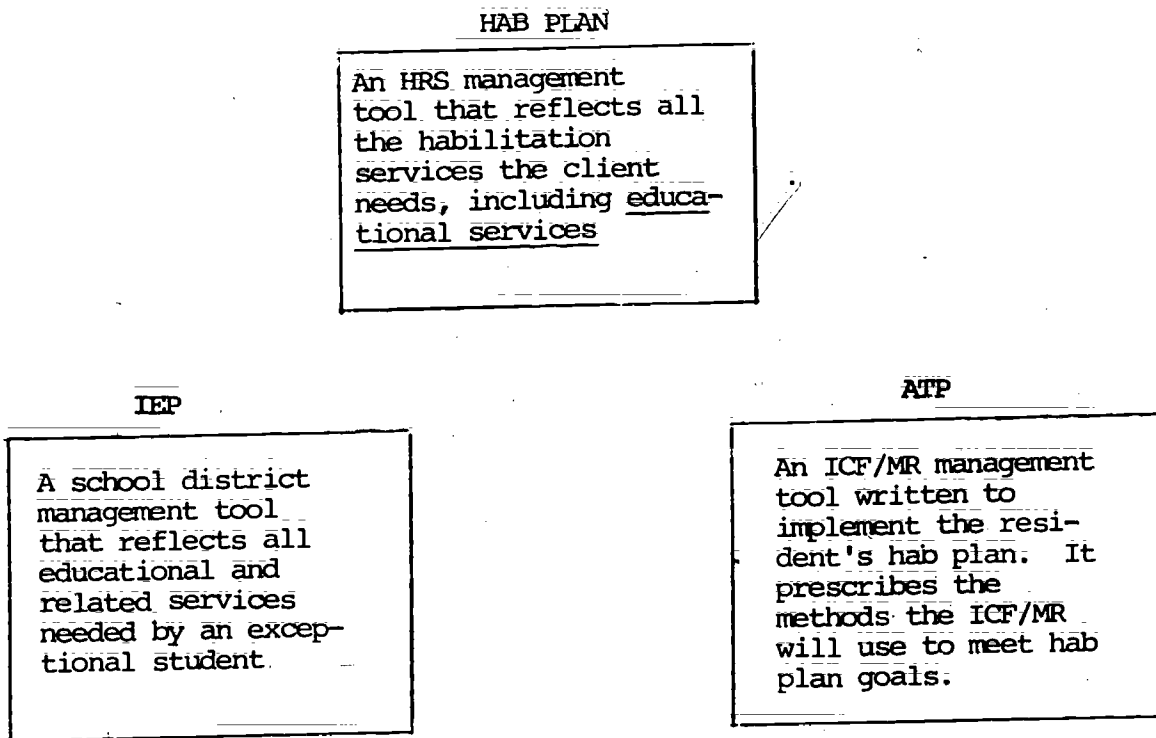 HAB PLAN
An HRS management
tool that reflects all
the habilitation
services the client
needs, including educa-
tional services
IEP
A school district
management tool
that reflects all
educational and
related services
needed by an excep-
tional student.
ATP
An ICF/MR management
tool written to
implement the resi-
dent's hab plan. It
prescribes the
methods the ICF/MR
will use to meet hab
plan goals.